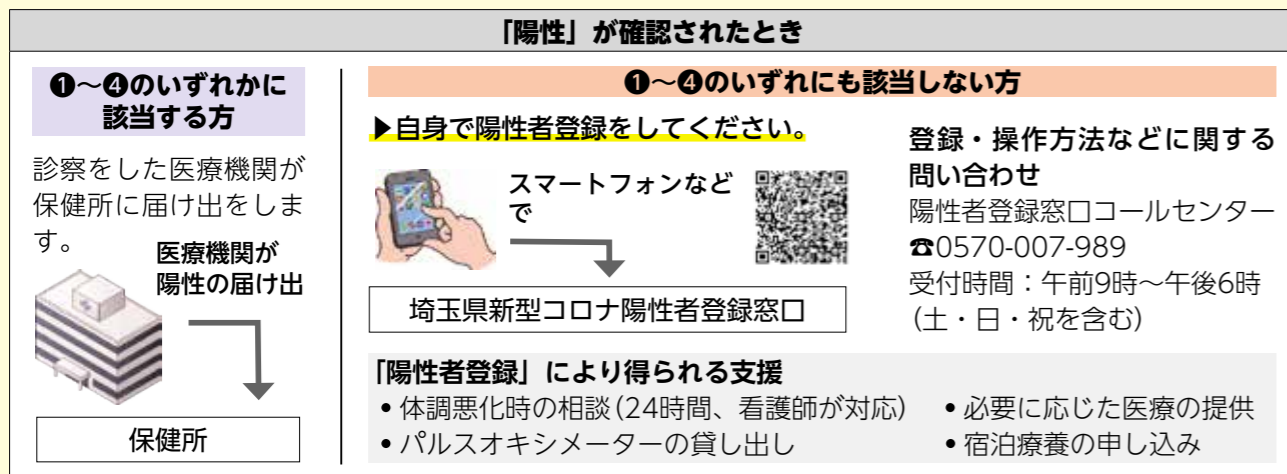 「陽性」が確認されたとき
❶~❹のいずれかに
該当する方
診察をした医療機関が
保健所に届け出をしま
す。
医療機関が
陽性の届け出
保健所
❶~❹のいずれにも該当しない方
▶自身で陽性者登録をしてください。
スマートフォンなど
で
埼玉県新型コロナ陽性者登録窓口
登録・操作方法などに関する
問い合わせ
陽性者登録窓口コールセンター
☎0570-007-989
受付時間:午前9時~午後6時
(土・日・祝を含む)
「陽性者登録」により得られる支援
• 体調悪化時の相談(24時間、看護師が対応)
• パルスオキシメーターの貸し出し
• 必要に応じた医療の提供
• 宿泊療養の申し込み